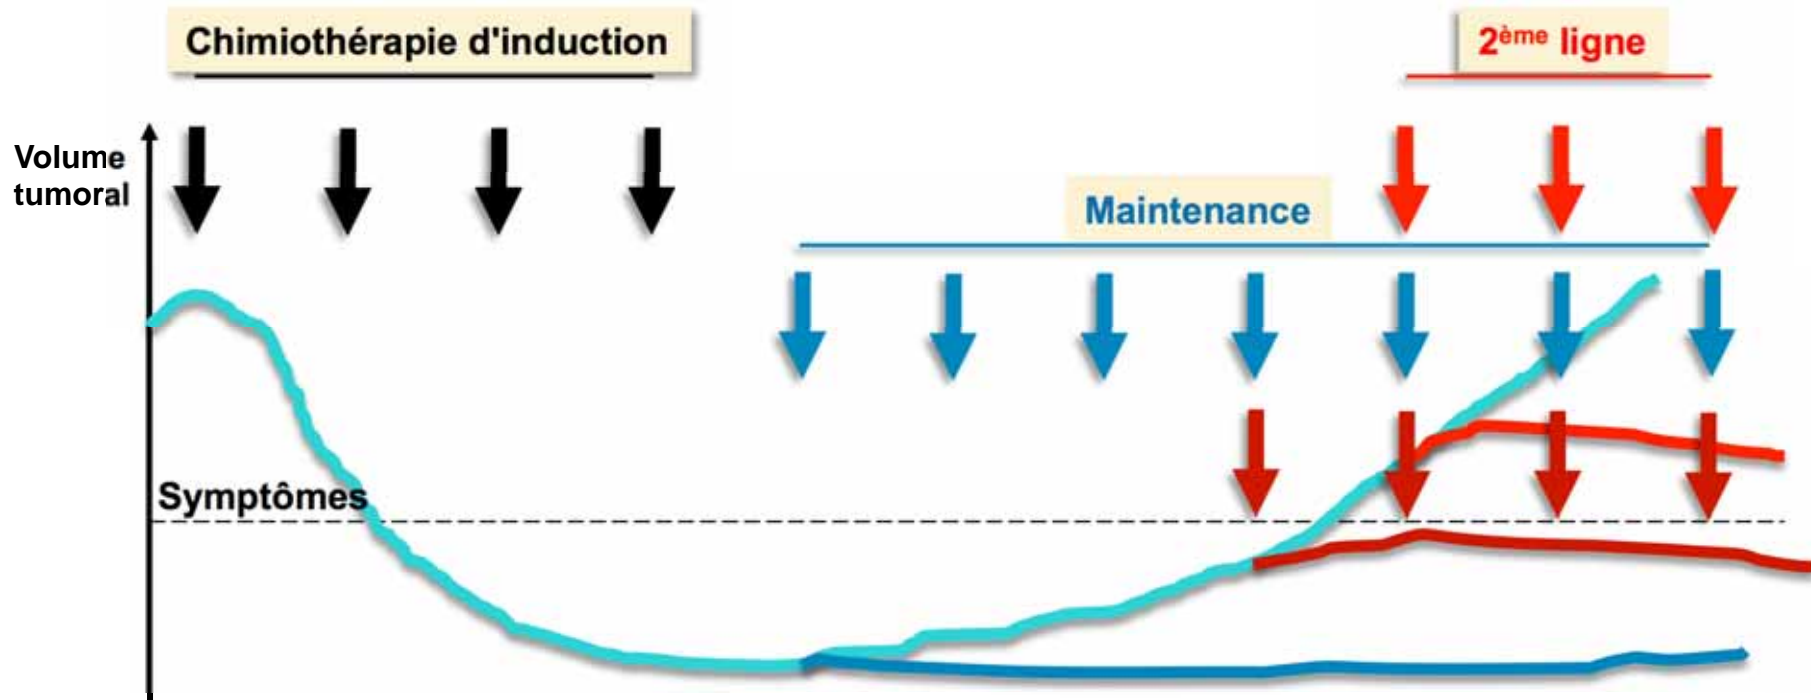 Chimiothérapie d'induction
2ème ligne
Volume
tumoral
Maintenance
Symptômes